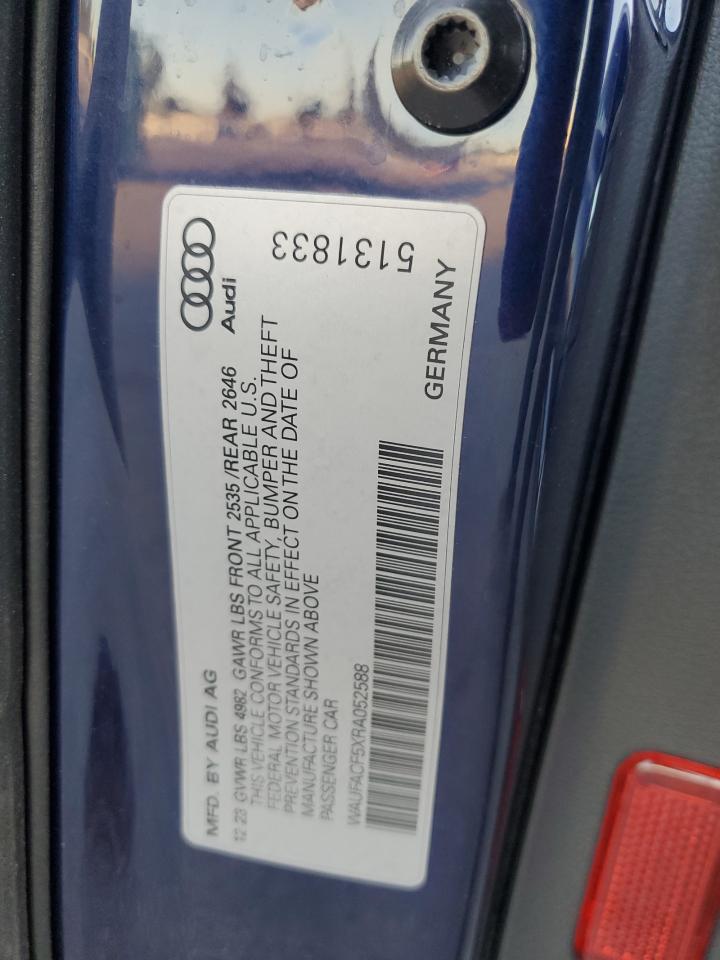 MFD. BY AUDI AG
12 23 GVWR LBS 4982 GAWR LBS FRONT 2535 /REAR 2646
THIS VEHICLE CONFORMS TO ALL APPLICABLE U.S.
FEDERAL MOTOR VEHICLE SAFETY, BUMPER AND THEFT
PREVENTION STANDARDS IN EFFECT ON THE DATE OF
MANUFACTURE SHOWN ABOVE
PASSENGER CAR
WAUFACF5XRA052588
Audi
5131833
GERMANY